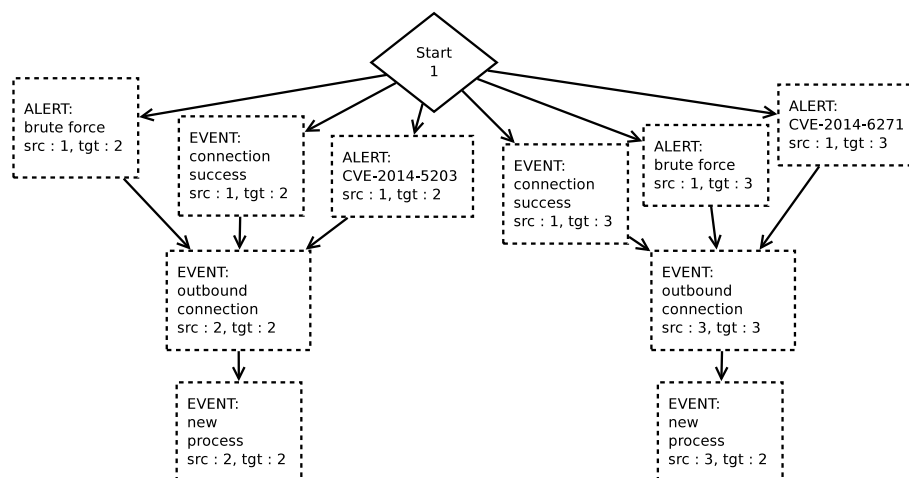 Start
1
ALERT:
brute force
src : 1, tgt : 2
EVENT:
connection
success
src : 1, tgt : 2
ALERT:
CVE-2014-5203
src : 1, tgt : 2
EVENT:
connection
success
src : 1, tgt : 3
ALERT:
brute force
src : 1, tgt : 3
ALERT:
CVE-2014-6271
src : 1, tgt : 3
EVENT:
outbound
connection
src : 2, tgt : 2
EVENT:
outbound
connection
src : 3, tgt : 3
EVENT:
new
process
src : 2, tgt : 2
EVENT:
new
process
src : 3, tgt : 2